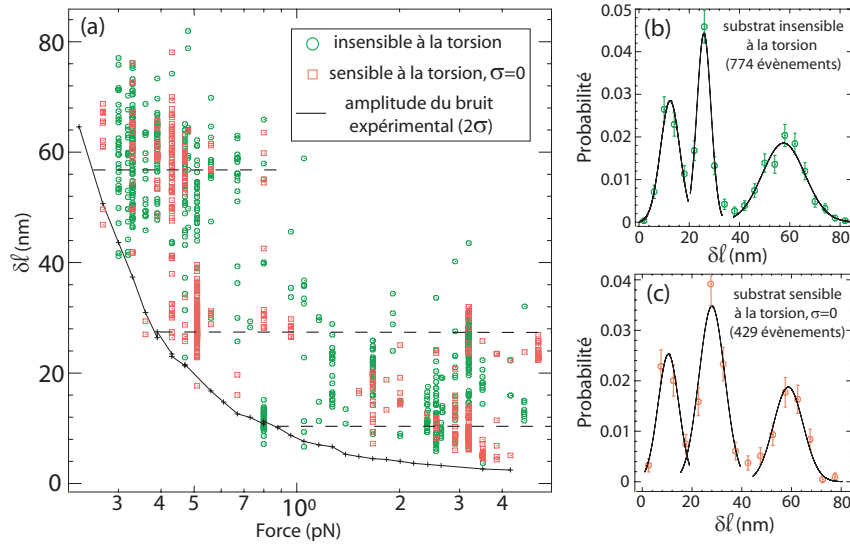 (a)
insensible à la torsion
sensible à la torsion, σ=0
amplitude du bruit
expérimental (2σ)
δℓ (nm)
80
60
40
20
0
3
4
5
7
10⁰
2
3
4
Force (pN)
(b)
substrat insensible
à la torsion
(774 évènements)
Probabilité
0.05
0.04
0.03
0.02
0.01
0
0
20
40
60
80
δℓ (nm)
(c)
substrat sensible
à la torsion, σ=0
(429 évènements)
Probabilité
0.04
0.03
0.02
0.01
0
0
20
40
60
80
δℓ (nm)